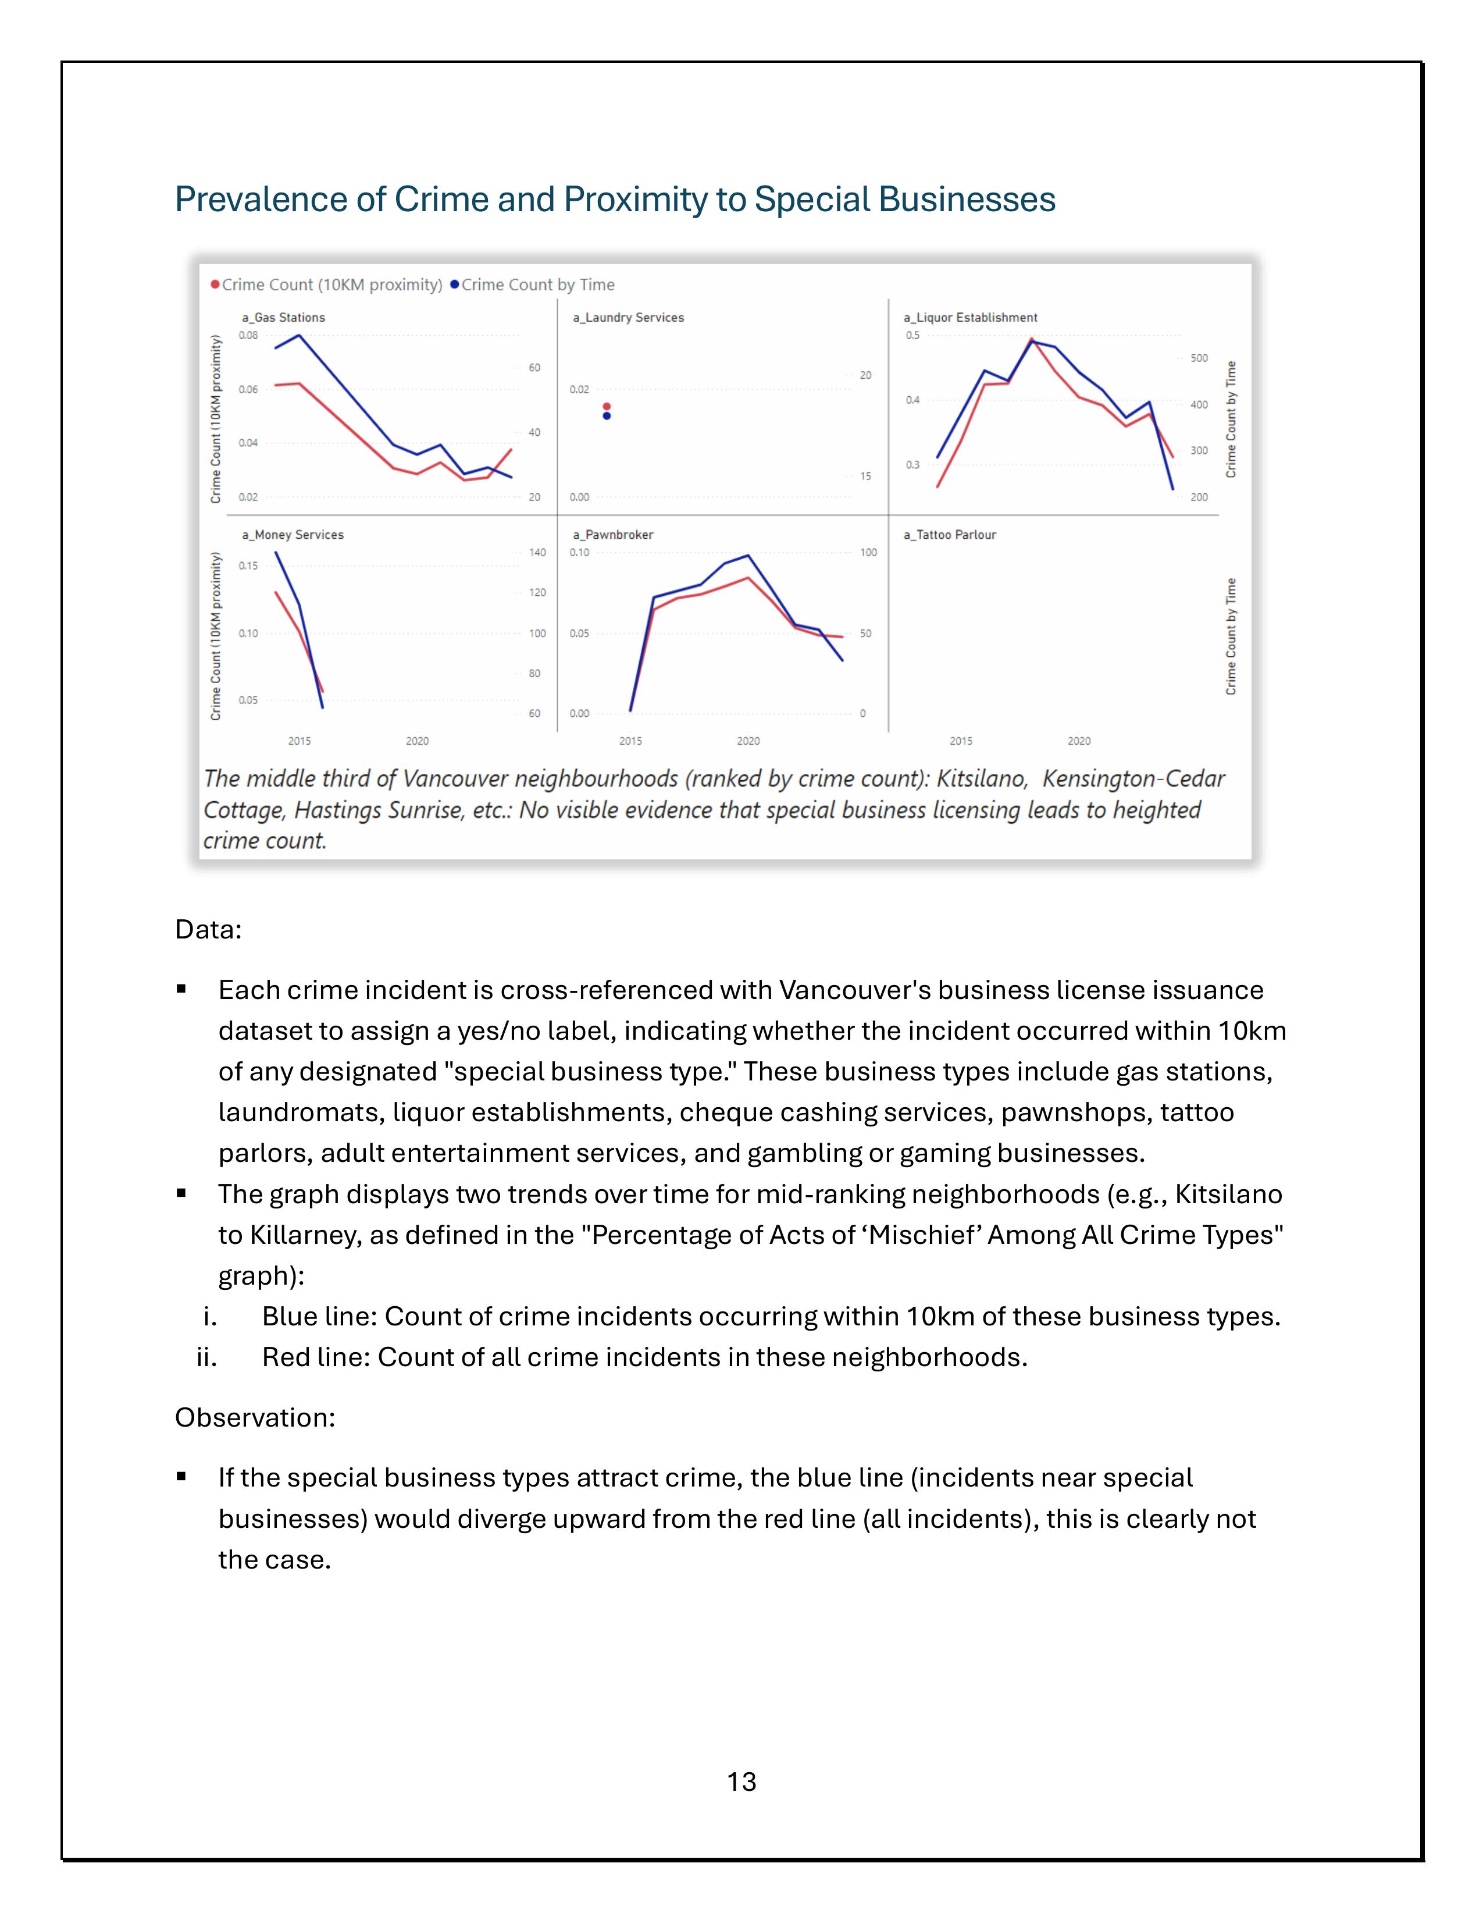 Prevalence of Crime and Proximity to Special Businesses
Crime Count (10KM proximity) Crime Count by Time
a_Gas Stations
a_Laundry Services
a_Liquor Establishment
Crime Count (10KM proximity)
0.08
0.06
0.04
0.02
60
40
20
0.02
0.00
20
15
0.5
0.4
0.3
500
400
300
200
Crime Count by Time
a_Money Services
a_Pawnbroker
a_Tattoo Parlour
Crime Count (10KM proximity)
0.15
0.10
0.05
140
120
100
80
60
0.10
0.05
0.00
100
50
0
Crime Count by Time
2015 2020
2015 2020
2015 2020
The middle third of Vancouver neighbourhoods (ranked by crime count): Kitsilano, Kensington-Cedar
Cottage, Hastings Sunrise, etc.: No visible evidence that special business licensing leads to heighted
crime count.
Data:
▪ Each crime incident is cross-referenced with Vancouver's business license issuance
dataset to assign a yes/no label, indicating whether the incident occurred within 10km
of any designated "special business type." These business types include gas stations,
laundromats, liquor establishments, cheque cashing services, pawnshops, tattoo
parlors, adult entertainment services, and gambling or gaming businesses.
▪ The graph displays two trends over time for mid-ranking neighborhoods (e.g., Kitsilano
to Killarney, as defined in the "Percentage of Acts of ‘Mischief’ Among All Crime Types"
graph):
i. Blue line: Count of crime incidents occurring within 10km of these business types.
ii. Red line: Count of all crime incidents in these neighborhoods.
Observation:
▪ If the special business types attract crime, the blue line (incidents near special
businesses) would diverge upward from the red line (all incidents), this is clearly not
the case.
13